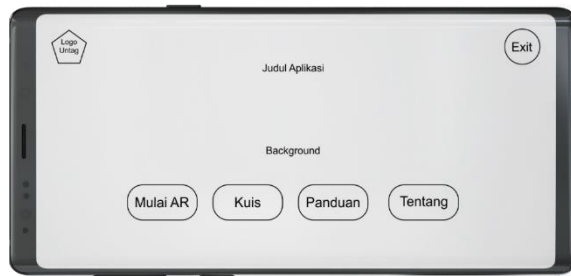 Logo
Untag
Exit
Judul Aplikasi
Background
Mulai AR
Kuis
Panduan
Tentang